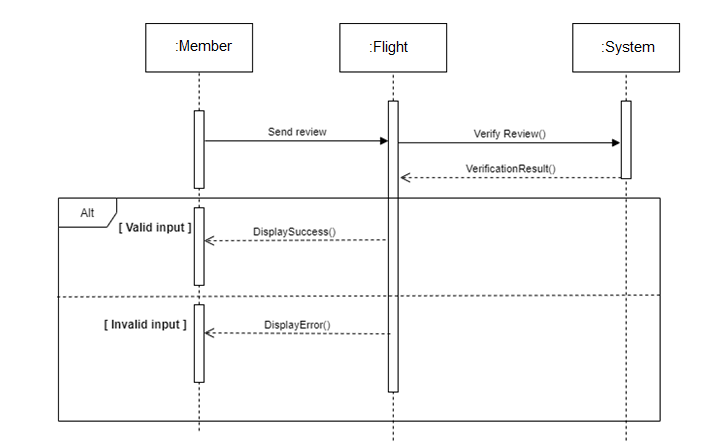 :Member
:Flight
:System
Send review
Verify Review()
VerificationResult()
Alt
[ Valid input ]
DisplaySuccess()
[ Invalid input ]
DisplayError()